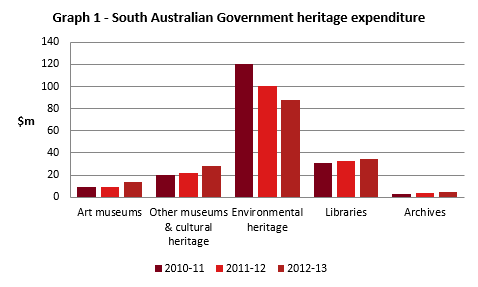 Graph 1 - South Australian Government heritage expenditure
140
120
100
80
$m
60
40
20
0
Art museums
Other museums
& cultural
heritage
Environmental
heritage
Libraries
Archives
2010-11
2011-12
2012-13